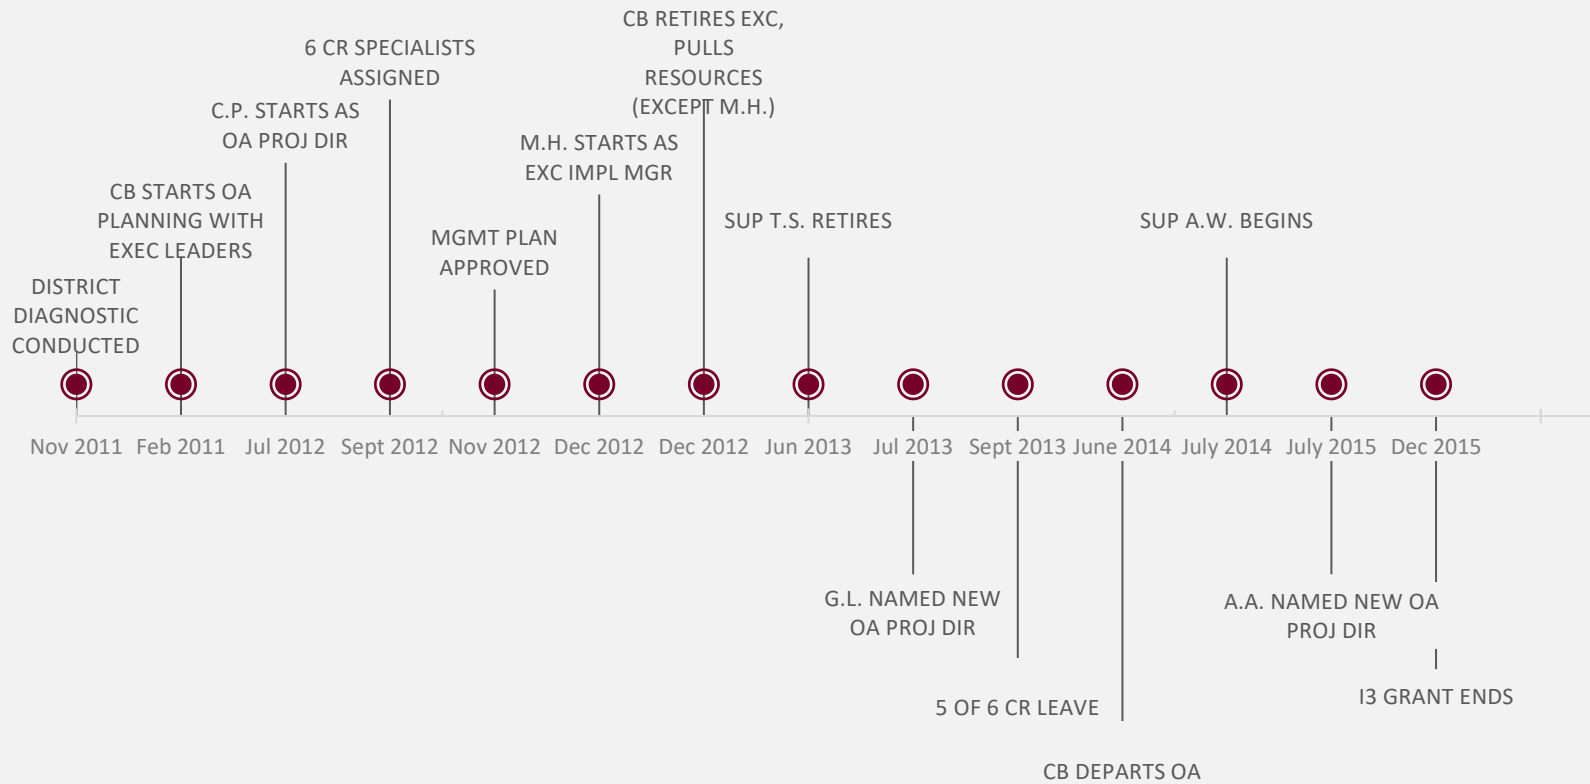 CB RETIRES EXC,
PULLS
RESOURCES
(EXCEPT M.H.)
6 CR SPECIALISTS
ASSIGNED
C.P. STARTS AS
OA PROJ DIR
M.H. STARTS AS
EXC IMPL MGR
CB STARTS OA
PLANNING WITH
EXEC LEADERS
MGMT PLAN
APPROVED
SUP T.S. RETIRES
SUP A.W. BEGINS
DISTRICT
DIAGNOSTIC
CONDUCTED
Nov 2011 Feb 2011 Jul 2012 Sept 2012 Nov 2012 Dec 2012 Dec 2012 Jun 2013 Jul 2013 Sept 2013 June 2014 July 2014 July 2015 Dec 2015
G.L. NAMED NEW
OA PROJ DIR
A.A. NAMED NEW OA
PROJ DIR
5 OF 6 CR LEAVE
I3 GRANT ENDS
CB DEPARTS OA